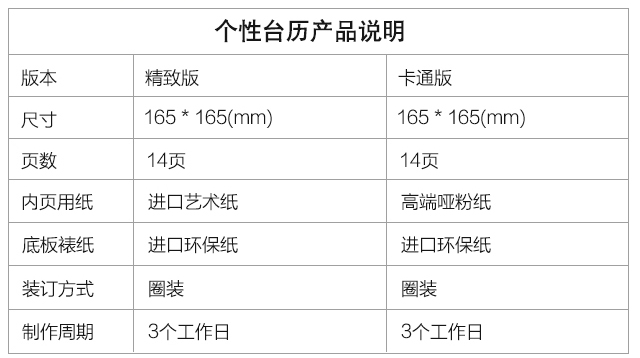 个性台历产品说明
版本 精致版 卡通版
尺寸 165 * 165(mm) 165 * 165(mm)
页数 14页 14页
内页用纸 进口艺术纸 高端哑粉纸
底板裱纸 进口环保纸 进口环保纸
装订方式 圈装 圈装
制作周期 3个工作日 3个工作日